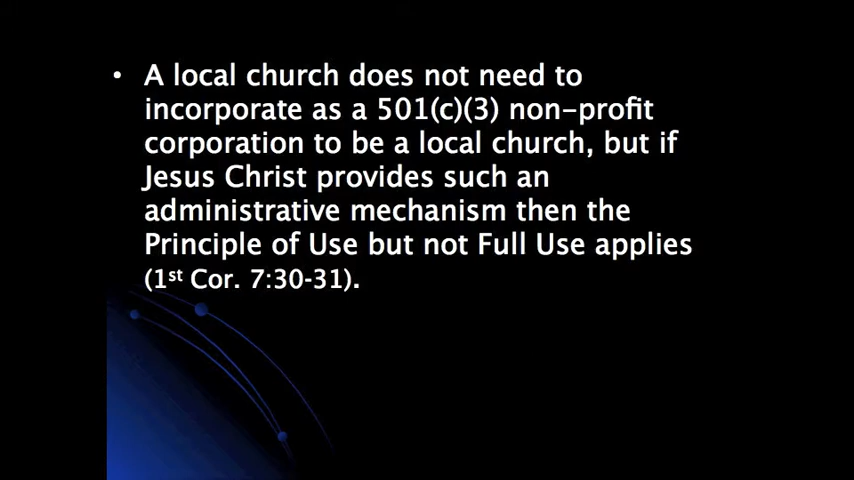 • A local church does not need to
incorporate as a 501(c)(3) non-profit
corporation to be a local church, but if
Jesus Christ provides such an
administrative mechanism then the
Principle of Use but not Full Use applies
(1st Cor. 7:30-31).